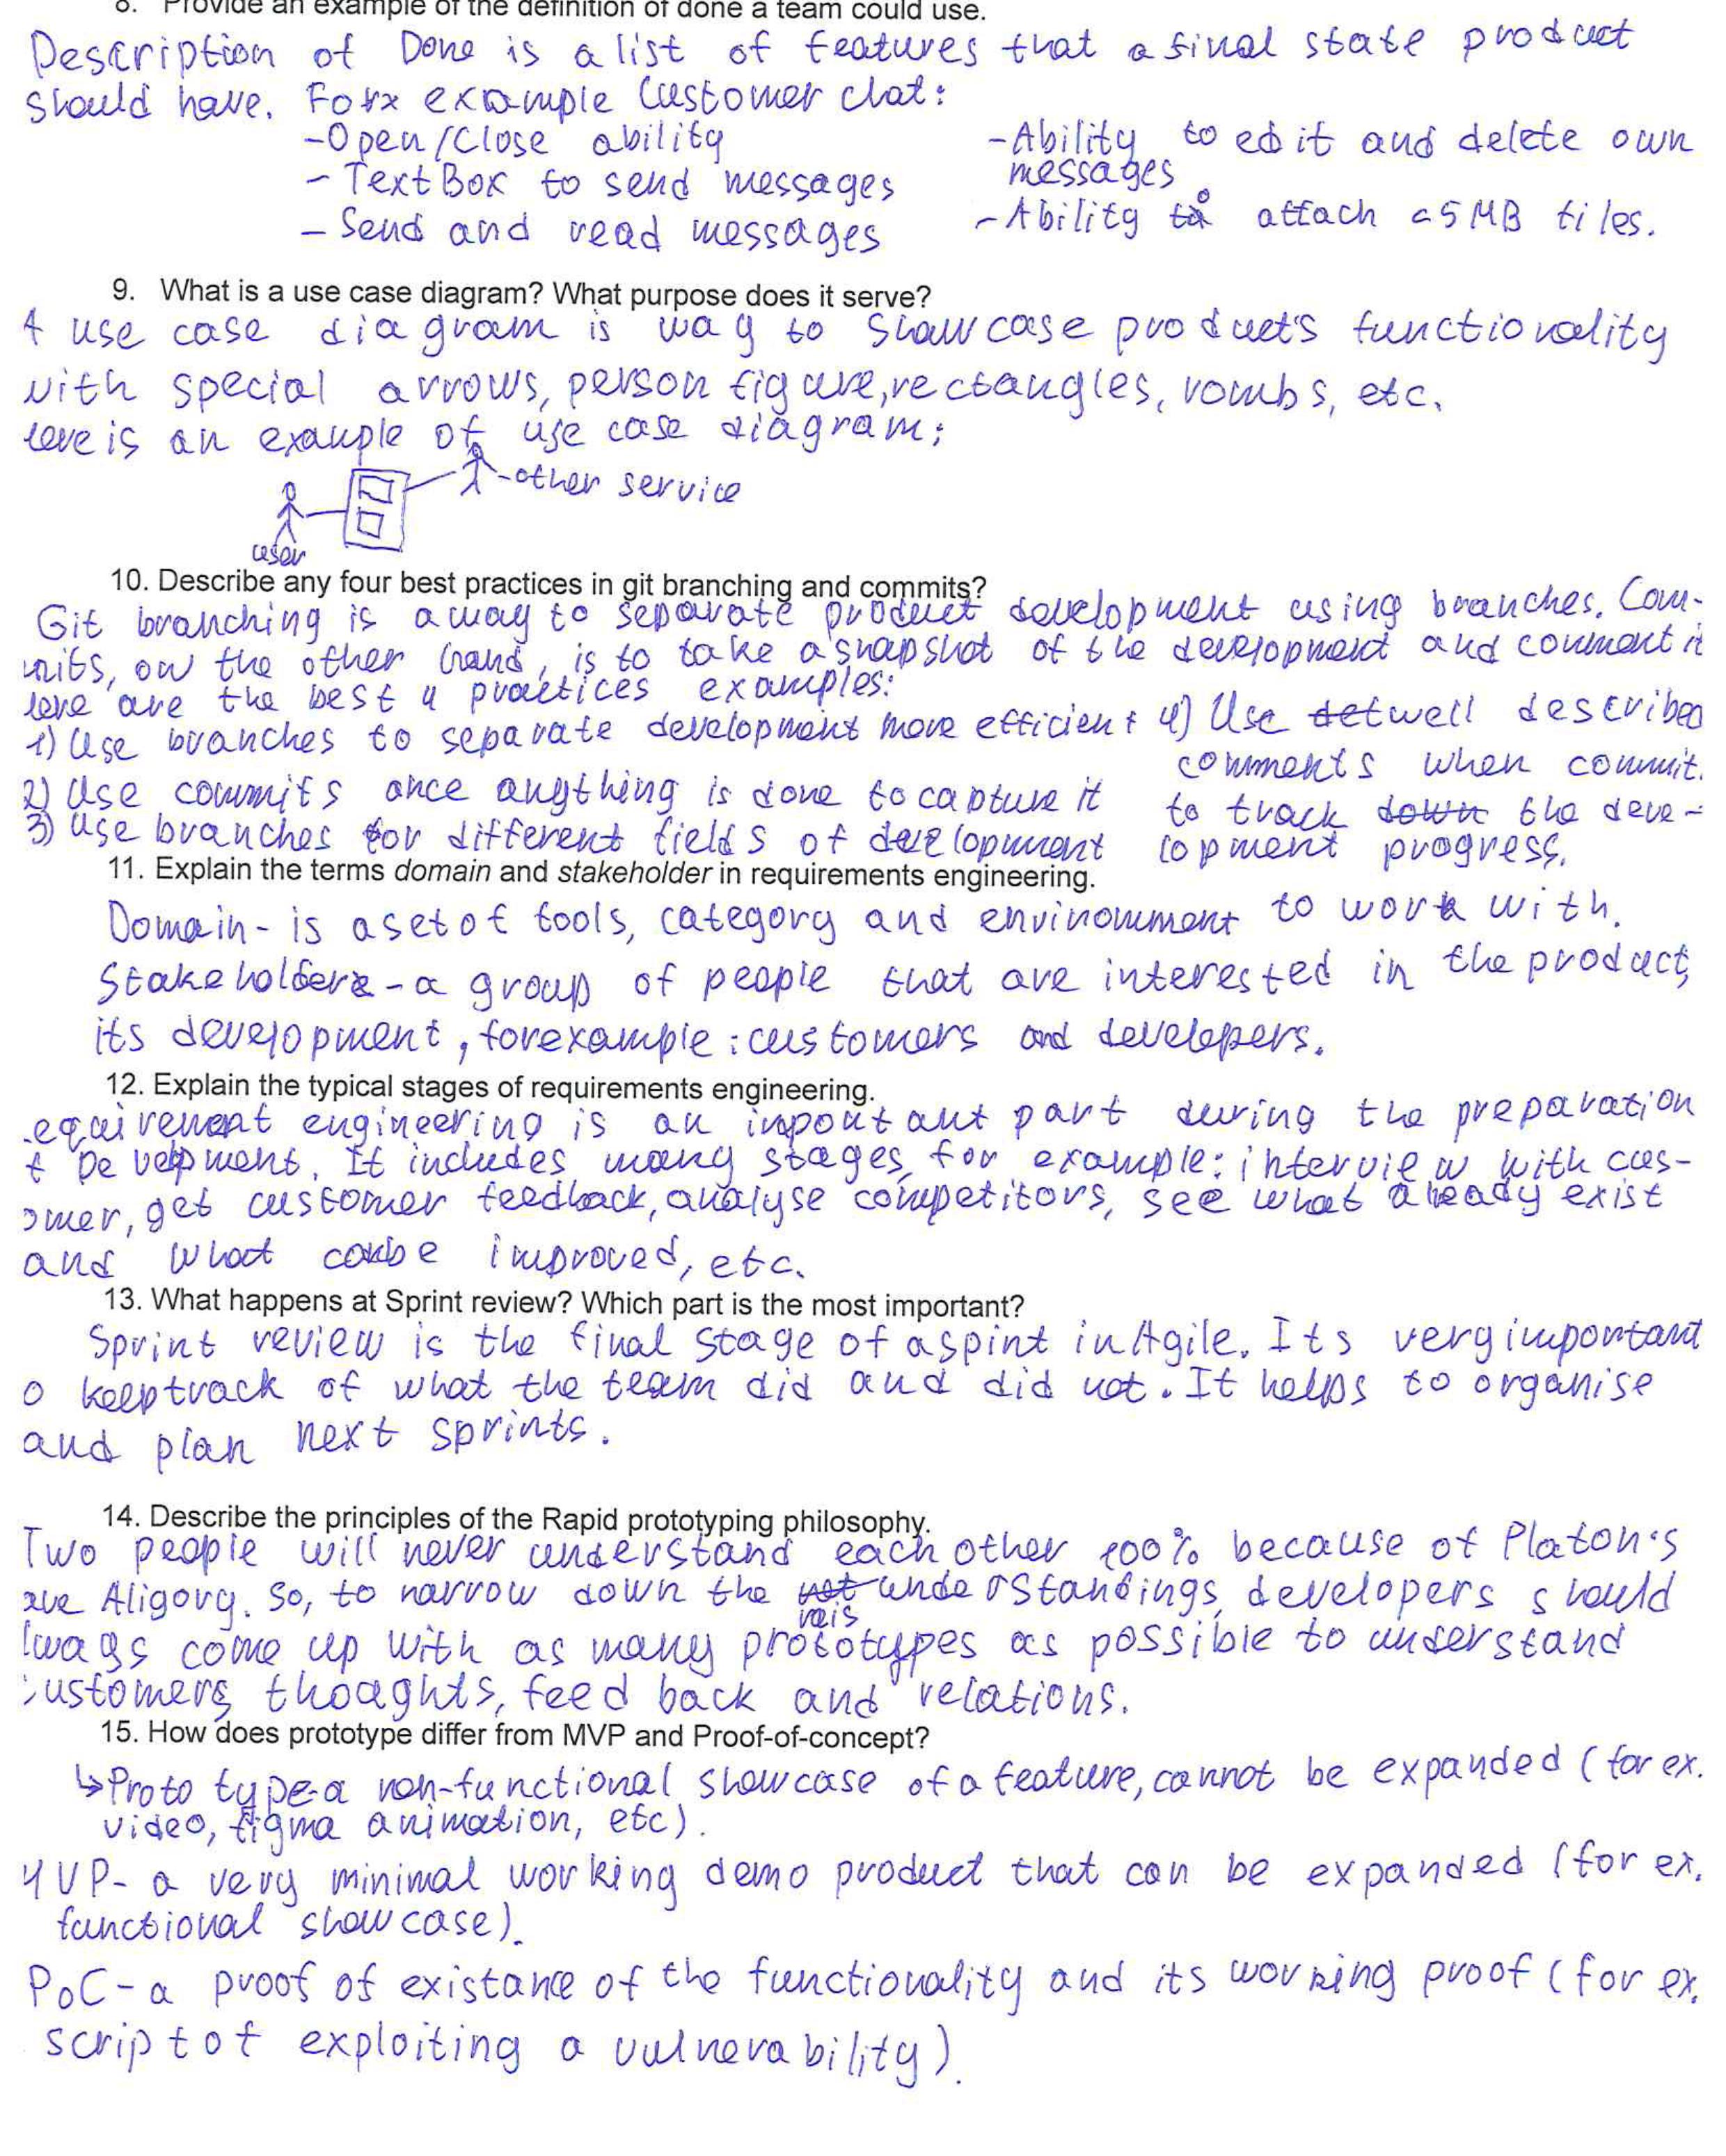 8. Provide an example of the definition of done a team could use.
Description of Done is a list of features that a final state product
should have. For example Customer chat:
-Open/Close ability
- TextBox to send messages
- Send and read messages
-Ability to edit and delete own
messages
-Ability to attach <5 MB files.
9. What is a use case diagram? What purpose does it serve?
A use case diagram is way to showcase product's functionality
with special arrows, person figure, rectangles, rombs, etc.
Here is an example of use case diagram:
-other service
user
10. Describe any four best practices in git branching and commits?
Git branching is a way to separate product development using branches. Com-
mits, on the other hand, is to take a snapshot of the development and comment it
here are the best 4 practices examples:
1) Use branches to separate development more efficient
2) Use commits once anything is done to capture it
3) Use branches for different fields of development
4) Use well described
comments when commit.
to track down the deve-
lopment progress.
11. Explain the terms domain and stakeholder in requirements engineering.
Domain- is a set of tools, category and envinomment to work with.
Stakeholders - a group of people that are interested in the product,
its development, for example: customers and developers.
12. Explain the typical stages of requirements engineering.
equirement engineering is an important part during the preparation
f Development. It includes many stages, for example: interview with cus-
omer, get customer feedback, analyse competitors, see what already exist
and what can be improved, etc.
13. What happens at Sprint review? Which part is the most important?
Sprint review is the final stage of a spint in Agile. Its very important
o keep track of what the team did and did not. It helps to organise
and plan next sprints.
14. Describe the principles of the Rapid prototyping philosophy.
Two people will never understand each other 100% because of Platon's
ave Aligory. So, to narrow down the not mis understandings, developers should
lways come up with as many prototypes as possible to understand
customers thoughts, feed back and relations.
15. How does prototype differ from MVP and Proof-of-concept?
↳Prototype-a non-functional showcase of a feature, cannot be expanded (for ex.
video, figma animation, etc).
MVP- a very minimal working demo product that can be expanded (for ex.
functional showcase).
PoC - a proof of existance of the functionality and its working proof (for ex.
script of exploiting a vulnerability).